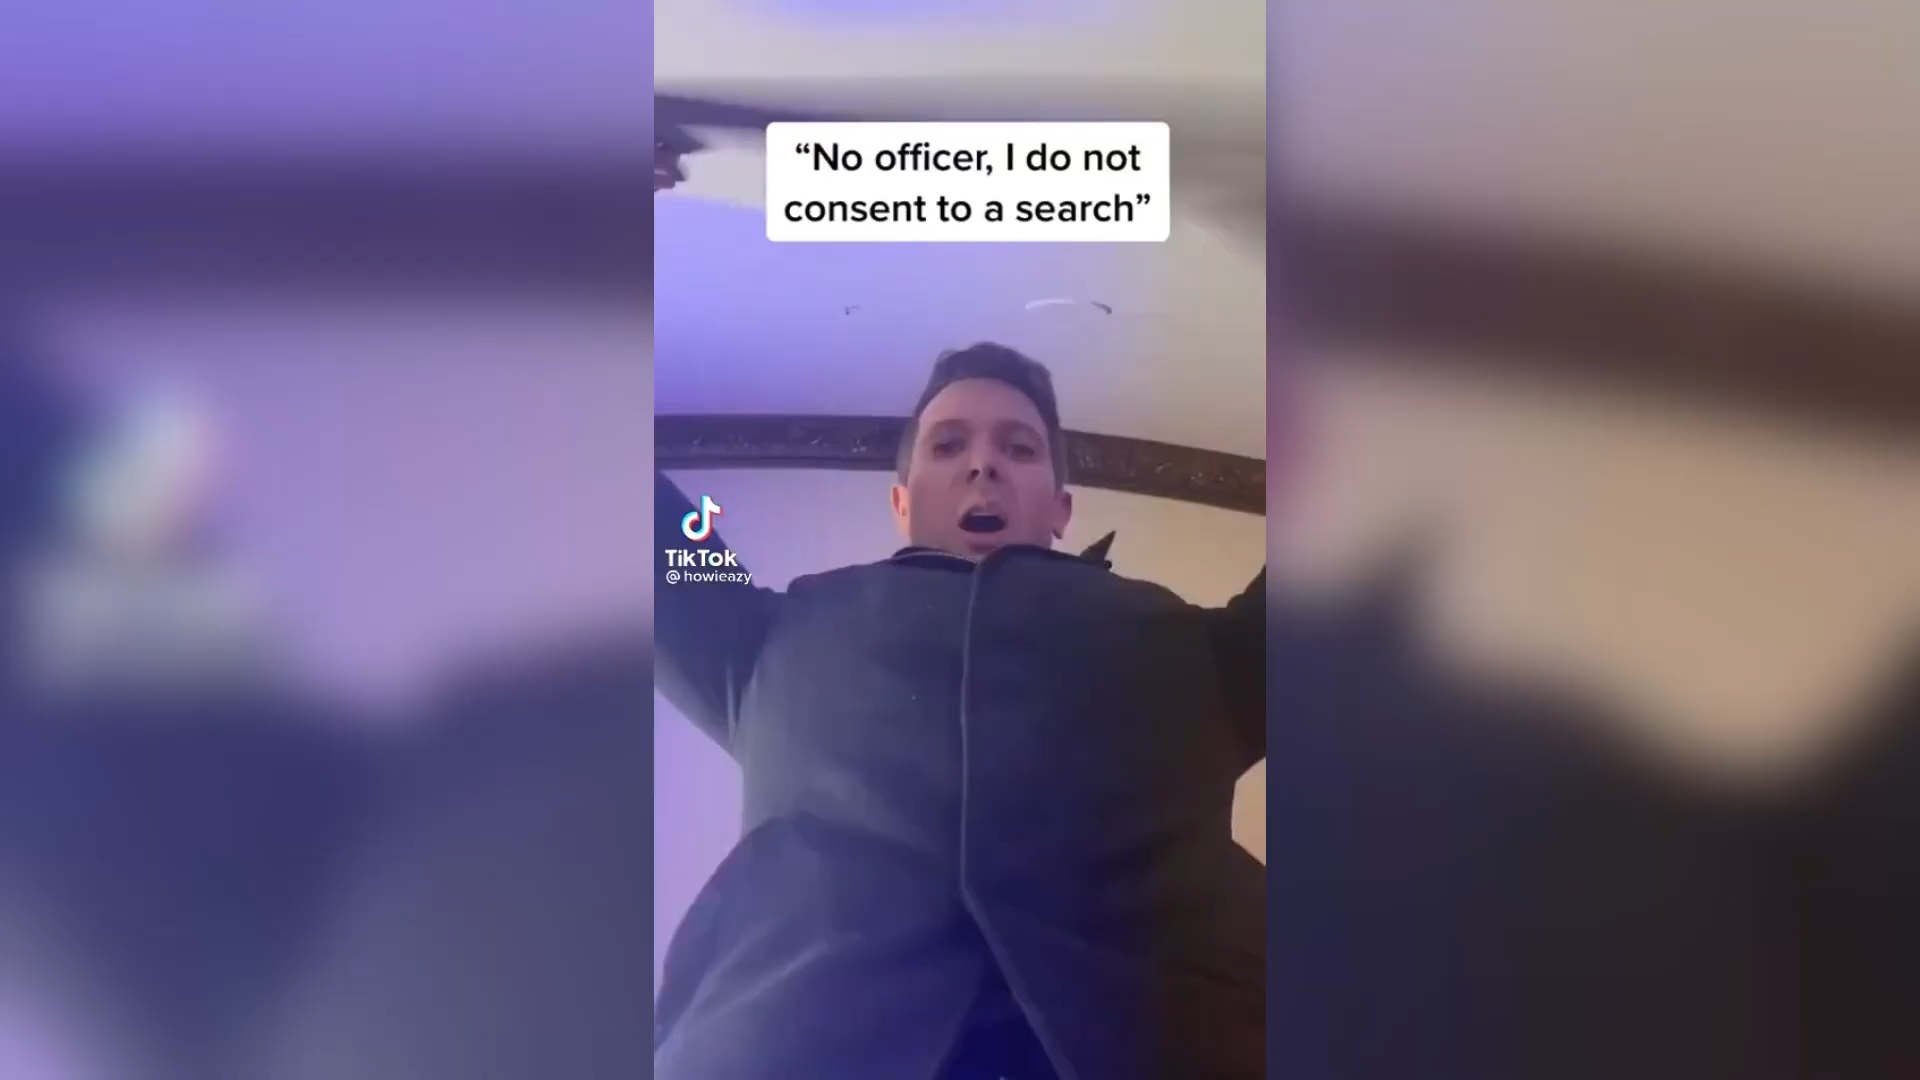 “No officer, I do not
consent to a search”
TikTok
@howieazy